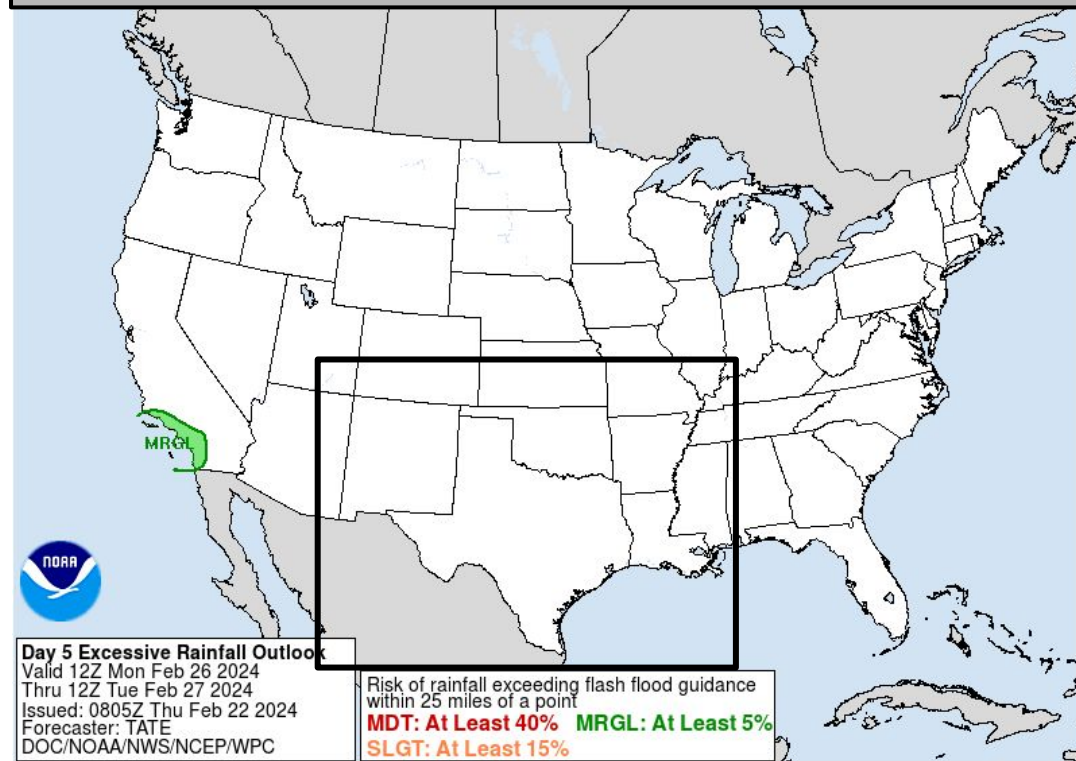 MRGL
NOAA
Day 5 Excessive Rainfall Outlook
Valid 12Z Mon Feb 26 2024
Thru 12Z Tue Feb 27 2024
Issued: 0805Z Thu Feb 22 2024
Forecaster: TATE
DOC/NOAA/NWS/NCEP/WPC
Risk of rainfall exceeding flash flood guidance
within 25 miles of a point
MDT: At Least 40% MRGL: At Least 5%
SLGT: At Least 15%